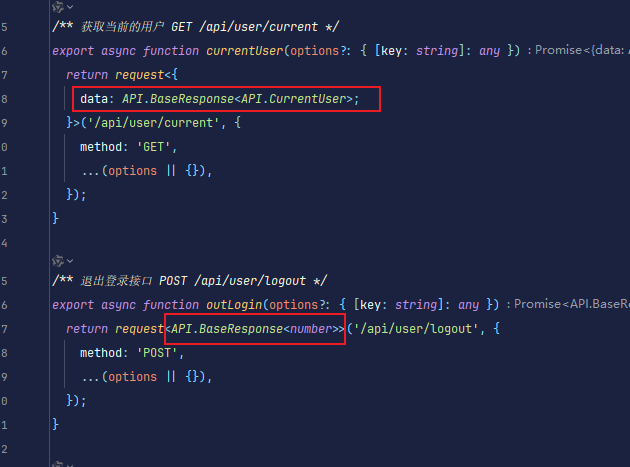 5 /** 获取当前的用户 GET /api/user/current */
6 export async function currentUser(options?: { [key: string]: any }) : Promise<{data: A
7 return request<{
8 data: API.BaseResponse<API.CurrentUser>;
9 }>('/api/user/current', {
0 method: 'GET',
1 ...(options || {}),
2 });
3 }
4
5 /** 退出登录接口 POST /api/user/logout */
6 export async function outLogin(options?: { [key: string]: any }) : Promise<API.BaseRe
7 return request<API.BaseResponse<number>>('/api/user/logout', {
8 method: 'POST',
9 ...(options || {}),
0 });
1 }
2